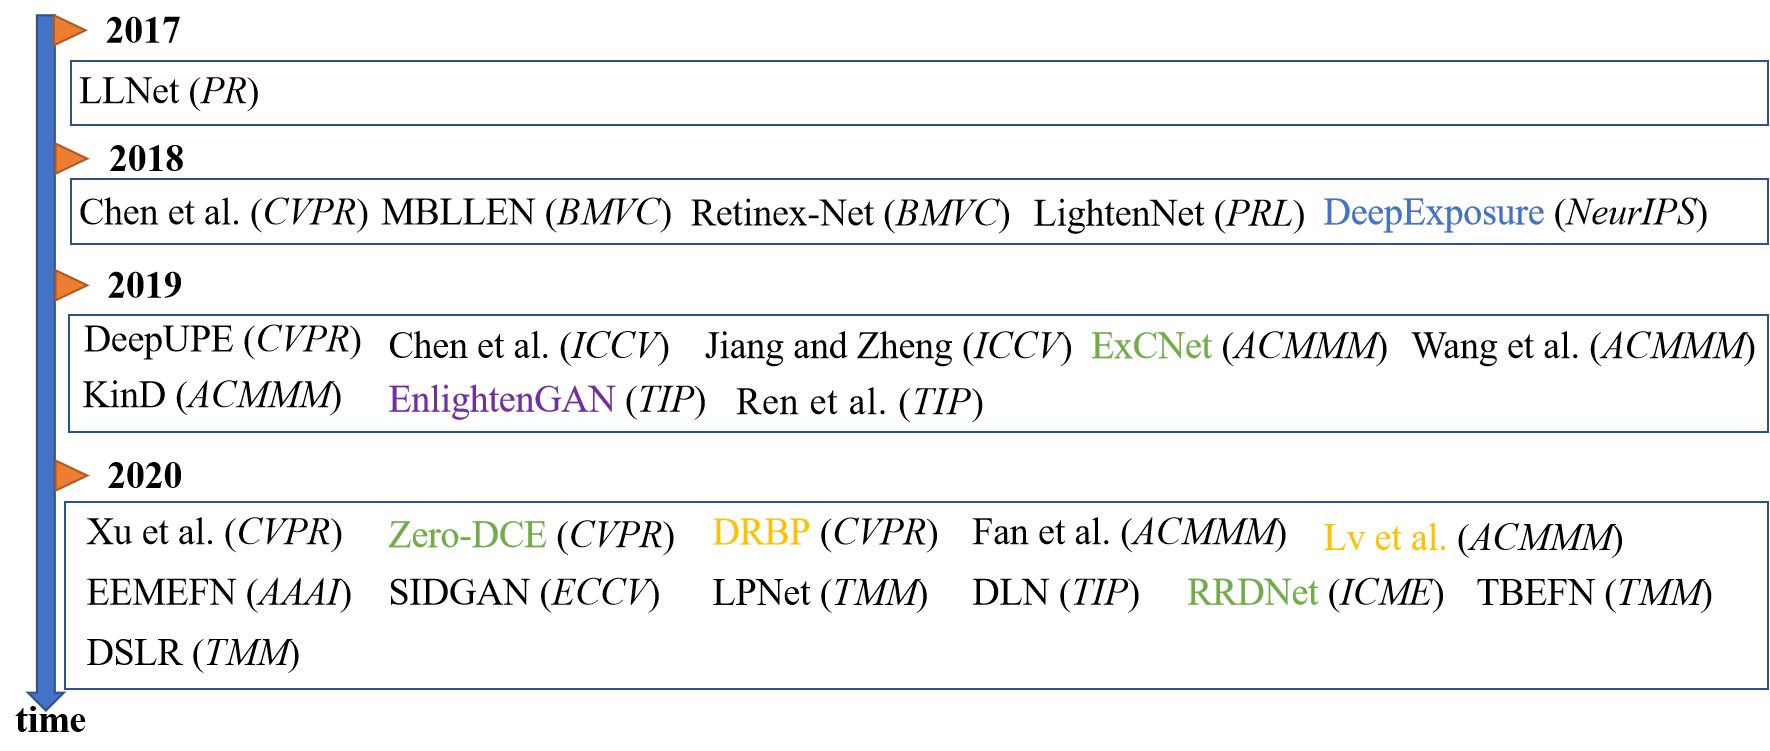 2017
LLNet (PR)
2018
Chen et al. (CVPR) MBLLEN (BMVC) Retinex-Net (BMVC) LightenNet (PRL) DeepExposure (NeurIPS)
2019
DeepUPE (CVPR) Chen et al. (ICCV) Jiang and Zheng (ICCV) ExCNet (ACMMM) Wang et al. (ACMMM)
KinD (ACMMM) EnlightenGAN (TIP) Ren et al. (TIP)
2020
Xu et al. (CVPR) Zero-DCE (CVPR) DRBP (CVPR) Fan et al. (ACMMM) Lv et al. (ACMMM)
EEMEFN (AAAI) SIDGAN (ECCV) LPNet (TMM) DLN (TIP) RRDNet (ICME) TBEFN (TMM)
DSLR (TMM)
time